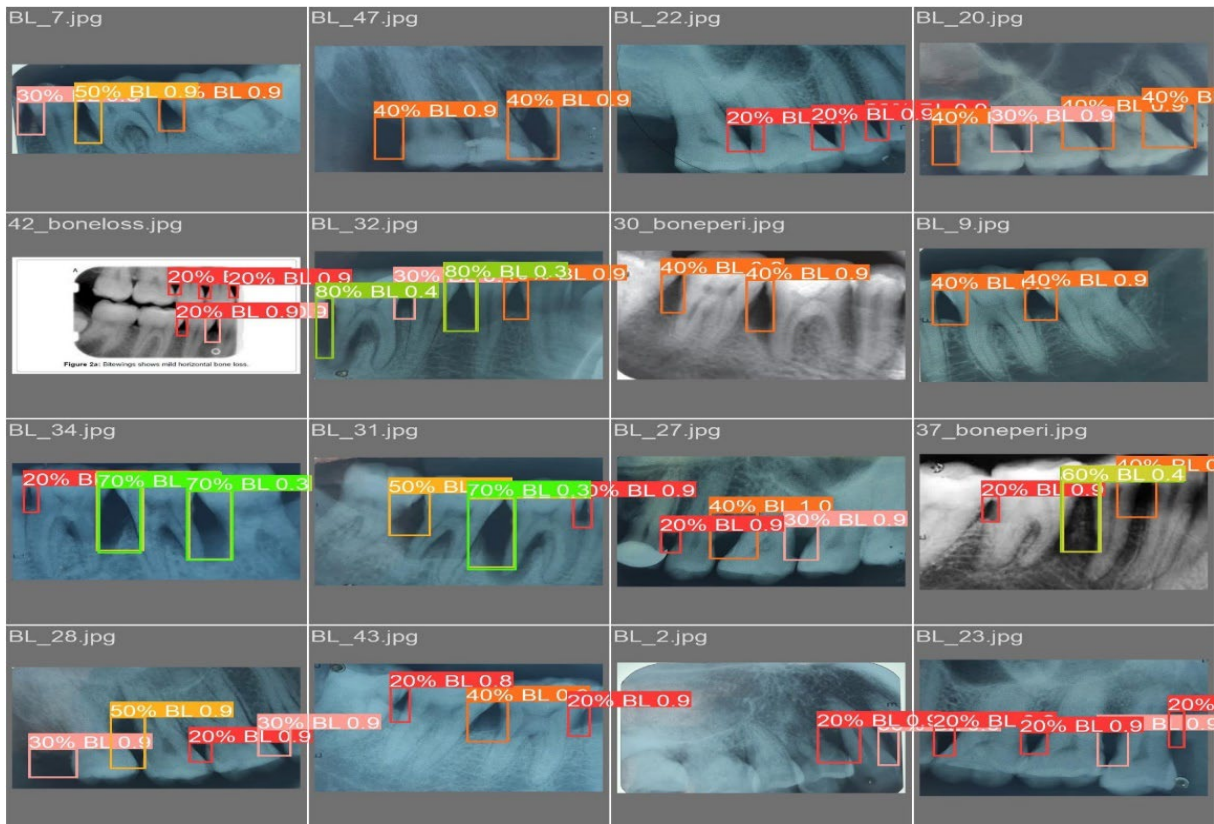 BL_7.jpg
BL_47.jpg
BL_22.jpg
BL_20.jpg
30%
50% BL 0.9
BL 0.9
40% BL 0.9
40% BL 0.9
20% BL
20% BL 0.9
40%
30% BL 0.9
40%
40% B
42_boneloss.jpg
BL_32.jpg
30_boneperi.jpg
BL_9.jpg
20% B
20% BL 0.9
20% BL
A
Figure 2a: Bitewings shows mild horizontal bone loss.
80% BL 0.4
30%
80% BL 0.3
40% BL
40% BL 0.9
40%
40% BL 0.9
BL_34.jpg
BL_31.jpg
BL_27.jpg
37_boneperi.jpg
20% B
70% BL
70% BL 0.3
50% BL
70% BL 0.3
BL 0.9
20% BL 0.9
40% BL 1.0
30% BL 0.9
20% BL 0.9
60% BL 0.4
40%
BL_28.jpg
BL_43.jpg
BL_2.jpg
BL_23.jpg
30% BL 0.9
50% BL 0.9
20% BL 0.9
30% BL 0.9
20% BL 0.8
40% BL
20% BL 0.9
20% BL 0.9
20% BL
20% BL 0.9
BL 0.9
20%